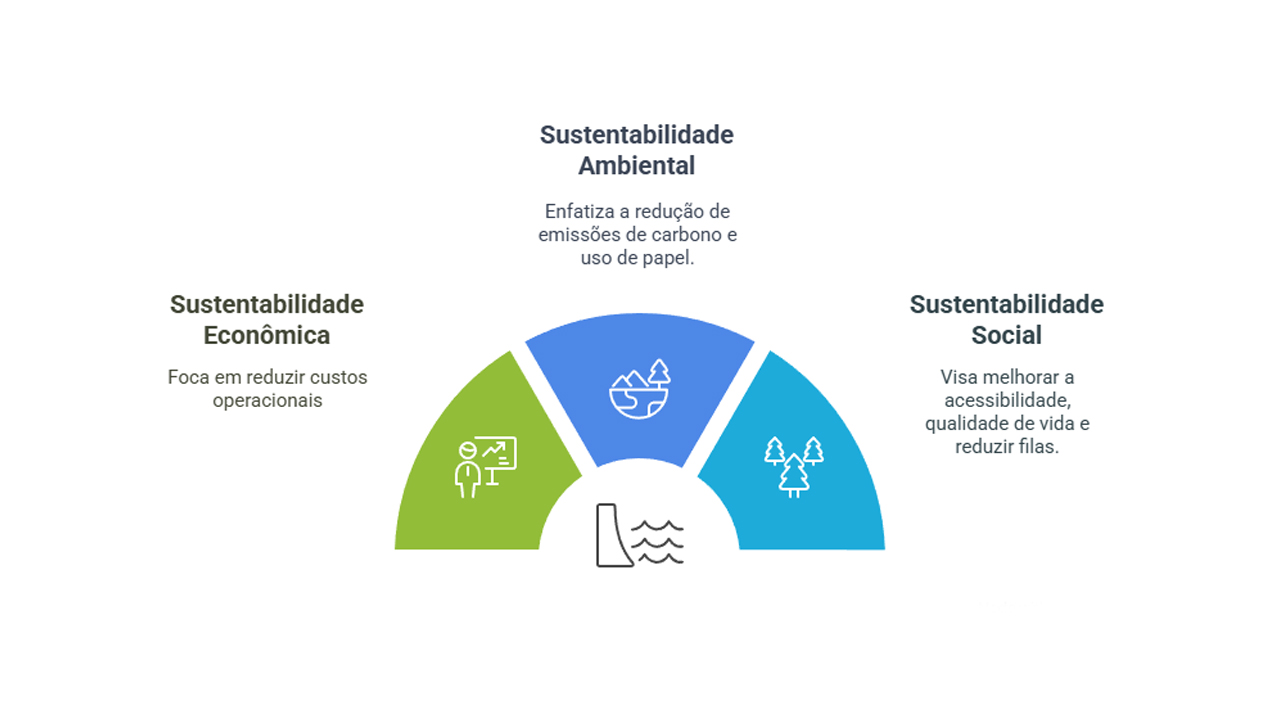 Sustentabilidade
Ambiental
Enfatiza a redução de
emissões de carbono e
uso de papel.
Sustentabilidade
Econômica
Foca em reduzir custos
operacionais
Sustentabilidade
Social
Visa melhorar a
acessibilidade,
qualidade de vida e
reduzir filas.